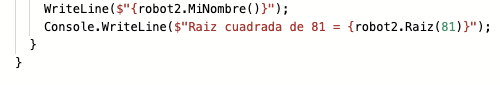 WriteLine($"{robot2.MiNombre()}");
Console.WriteLine($"Raiz cuadrada de 81 = {robot2.Raiz(81)}");
}
}